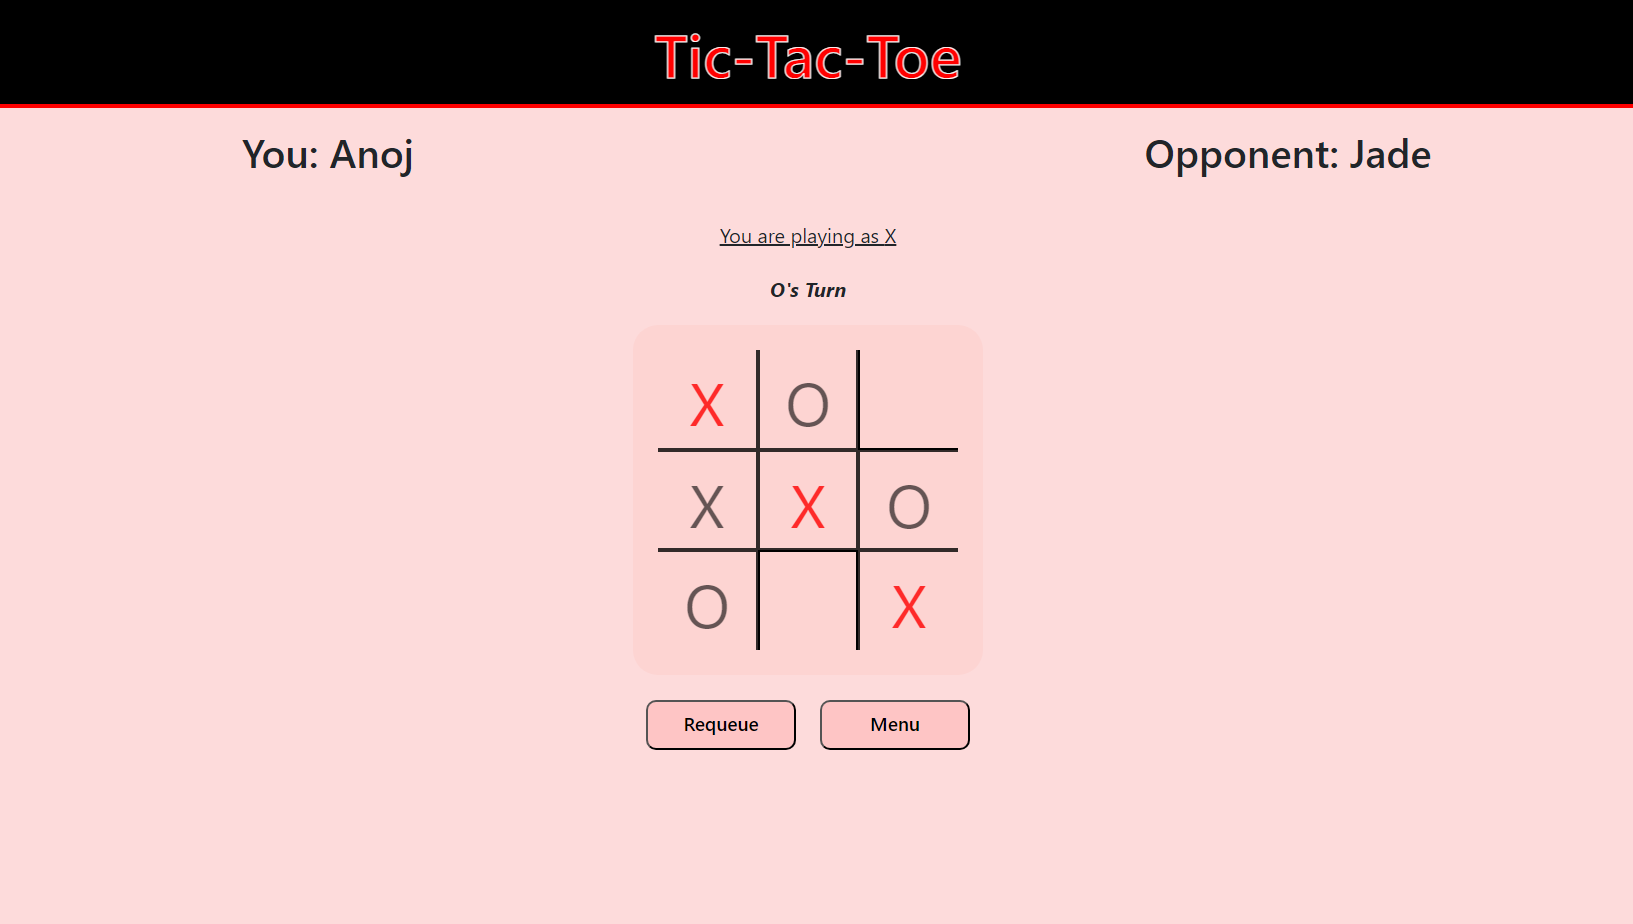 Tic-Tac-Toe
You: Anoj
Opponent: Jade
You are playing as X
O's Turn
X O
X X O
O X
Requeue
Menu